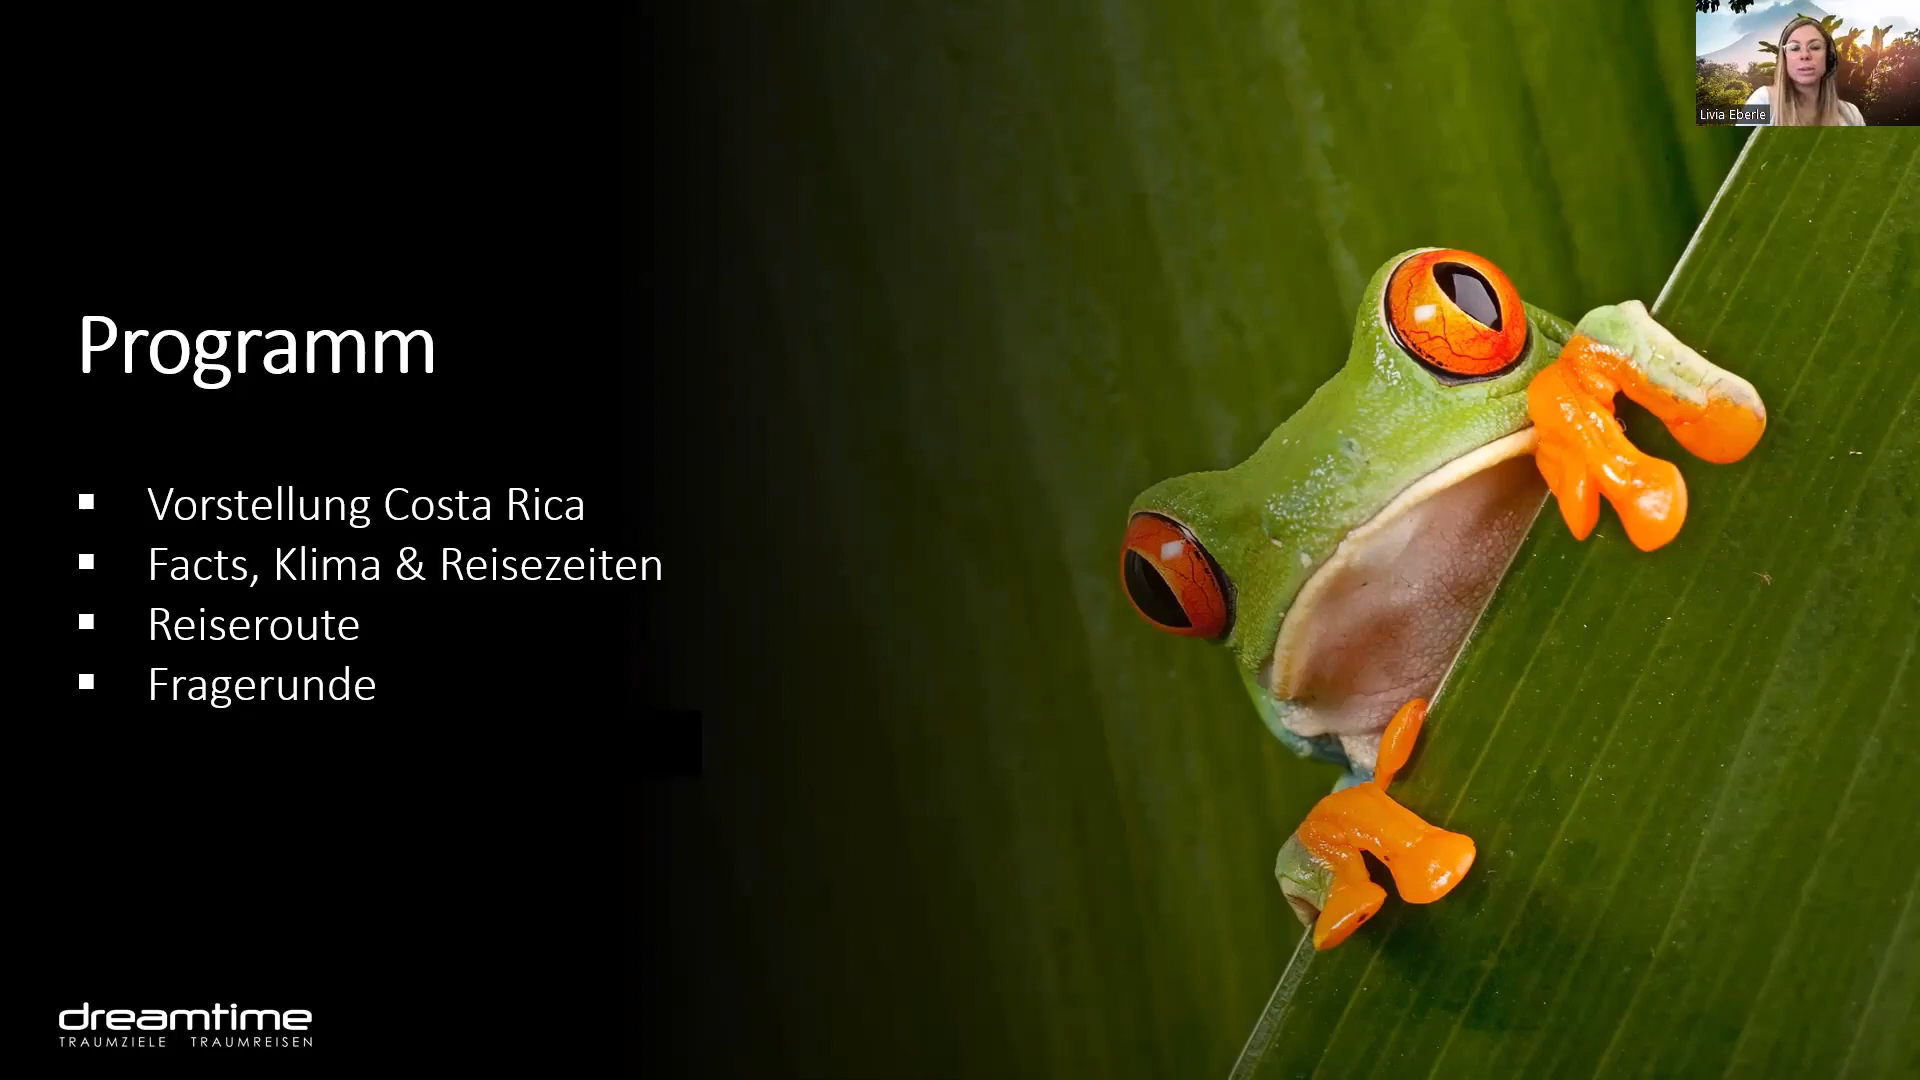 Livia Eberle
Programm
▪ Vorstellung Costa Rica
▪ Facts, Klima & Reisezeiten
▪ Reiseroute
▪ Fragerunde
dreamtime
TRAUMZIELE TRAUMREISEN